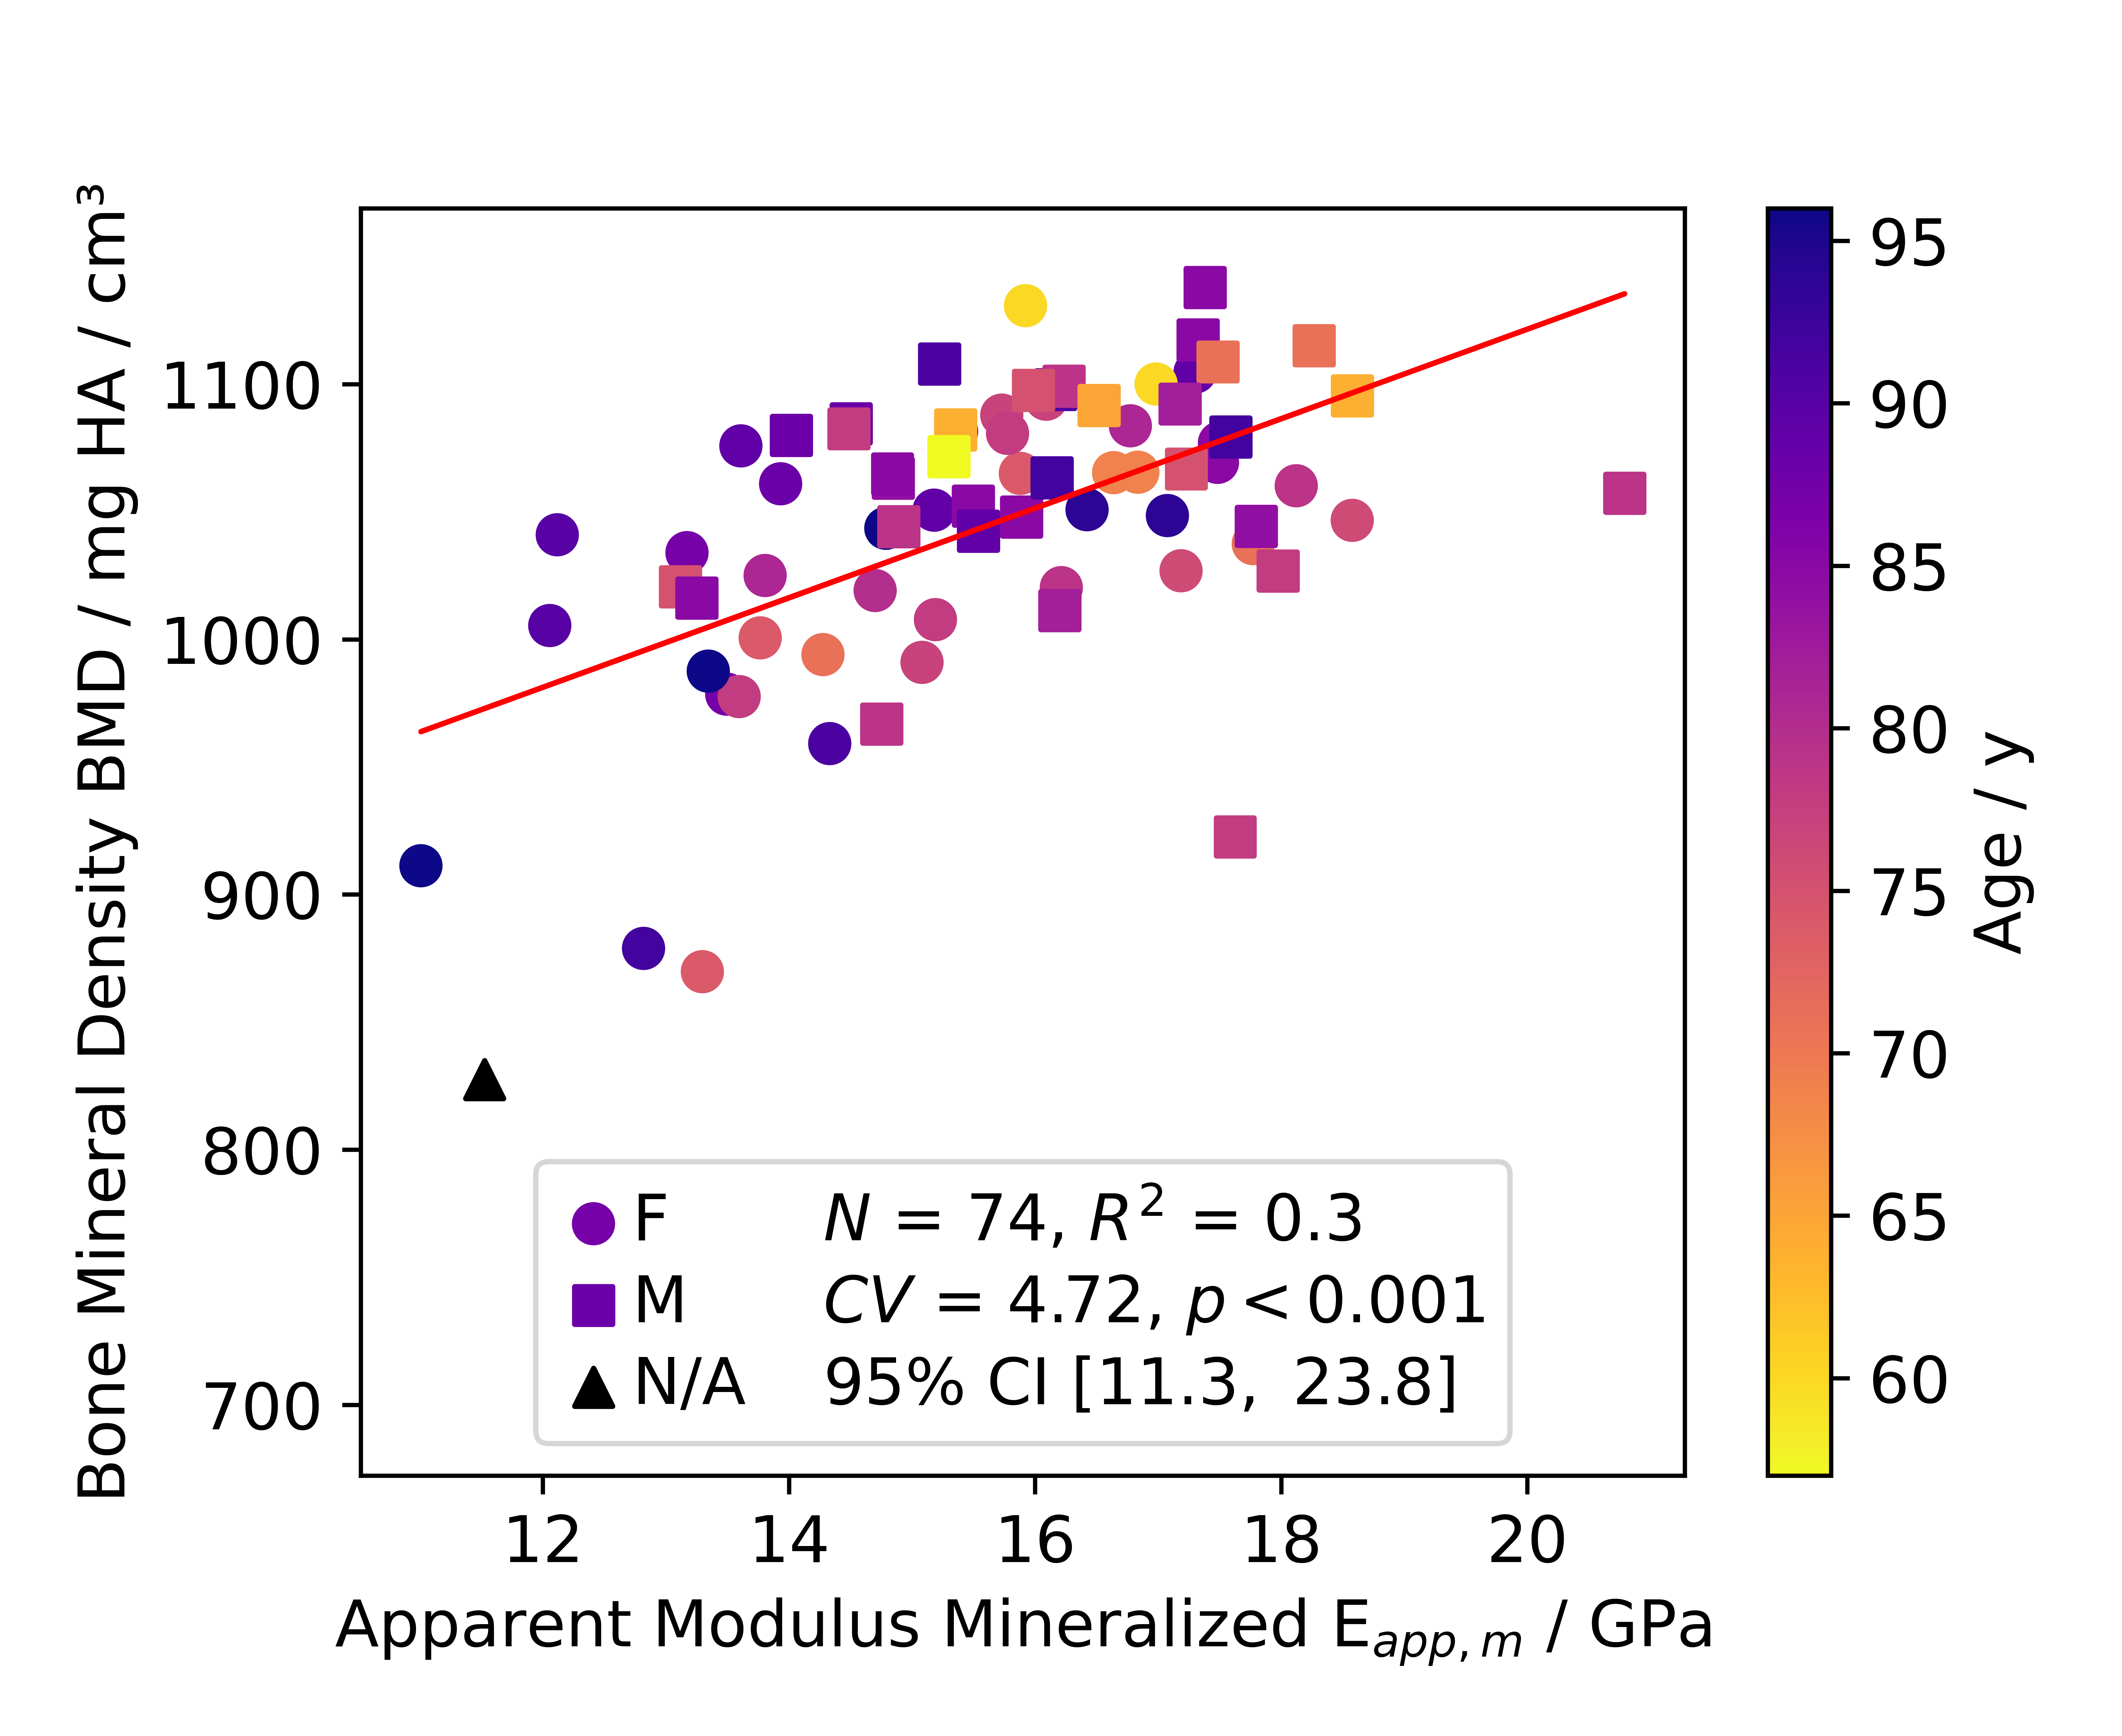 Bone Mineral Density BMD / mg HA / cm³
1100
1000
900
800
700
F N = 74, R² = 0.3
M CV = 4.72, p < 0.001
N/A 95% CI [11.3, 23.8]
12 14 16 18 20
Apparent Modulus Mineralized E_app,m / GPa
95
90
85
80
75
70
65
60
Age / y